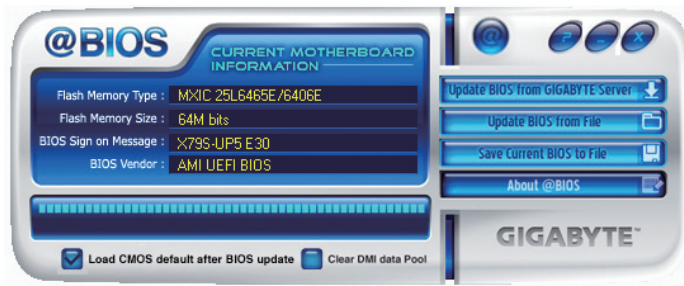 @BIOS
CURRENT MOTHERBOARD
INFORMATION
Flash Memory Type : MXIC 25L6465E/6406E
Flash Memory Size : 64M bits
BIOS Sign on Message : X79S-UP5 E30
BIOS Vendor : AMI UEFI BIOS
Load CMOS default after BIOS update
Clear DMI data Pool
@
? _ X
Update BIOS from GIGABYTE Server
Update BIOS from File
Save Current BIOS to File
About @BIOS
GIGABYTE™